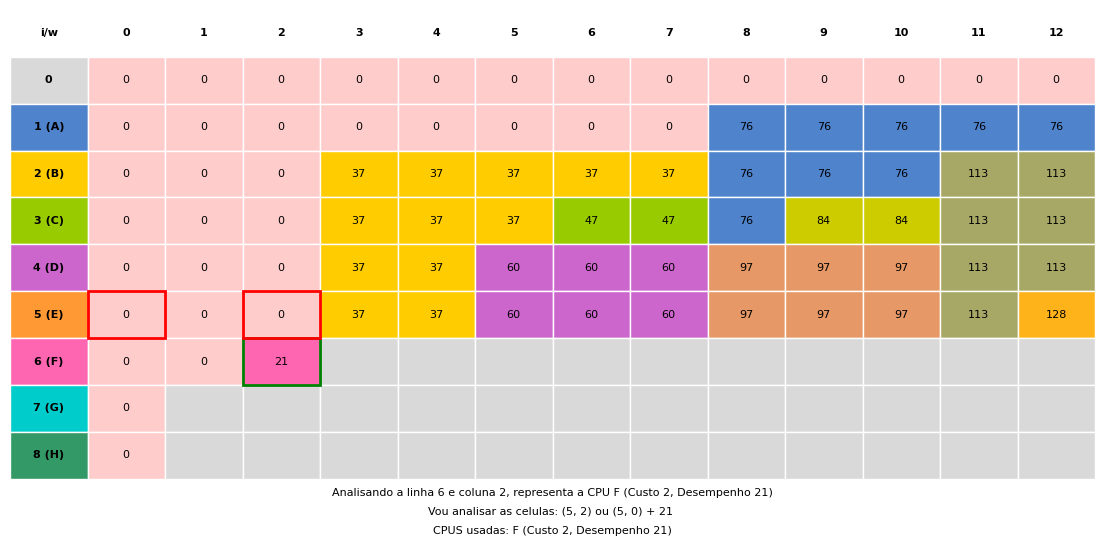 i/w 0 1 2 3 4 5 6 7 8 9 10 11 12
0 0 0 0 0 0 0 0 0 0 0 0 0 0
1 (A) 0 0 0 0 0 0 0 0 76 76 76 76 76
2 (B) 0 0 0 37 37 37 37 37 76 76 76 113 113
3 (C) 0 0 0 37 37 37 47 47 76 84 84 113 113
4 (D) 0 0 0 37 37 60 60 60 97 97 97 113 113
5 (E) 0 0 0 37 37 60 60 60 97 97 97 113 128
6 (F) 0 0 21
7 (G) 0
8 (H) 0
Analisando a linha 6 e coluna 2, representa a CPU F (Custo 2, Desempenho 21)
Vou analisar as celulas: (5, 2) ou (5, 0) + 21
CPUS usadas: F (Custo 2, Desempenho 21)